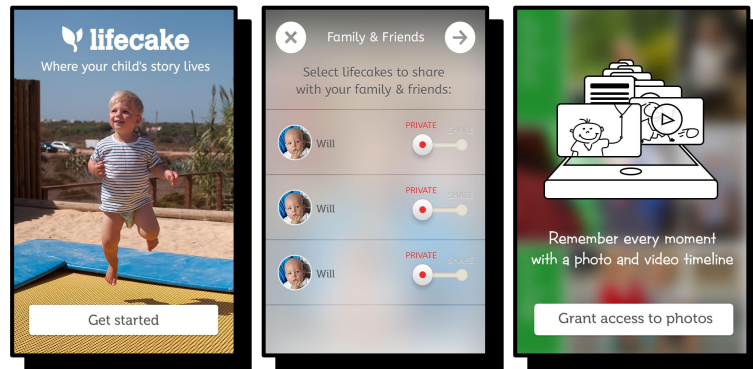 lifecake
Where your child's story lives
Get started
Family & Friends
Select lifecakes to share
with your family & friends:
PRIVATE
SHARE
Will
PRIVATE
SHARE
Will
PRIVATE
SHARE
Will
Remember every moment
with a photo and video timeline
Grant access to photos